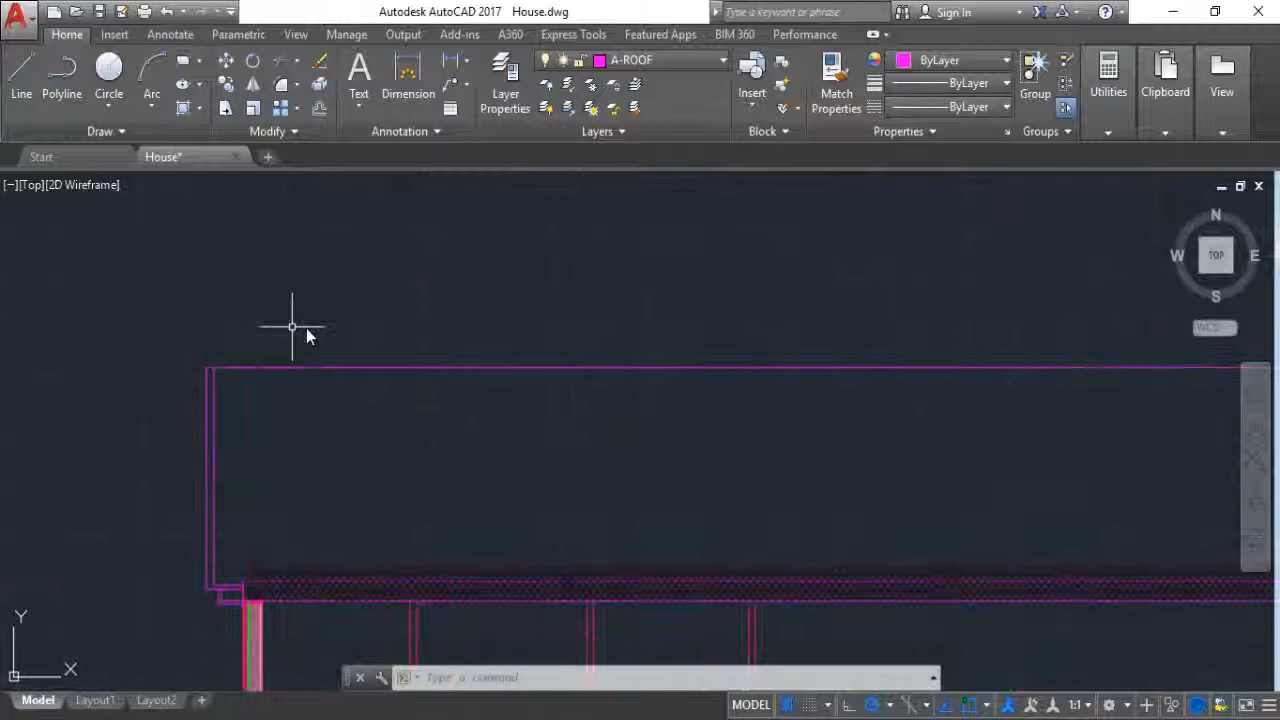 Autodesk AutoCAD 2017 House.dwg
Type a keyword or phrase
Sign In
Home Insert Annotate Parametric View Manage Output Add-ins A360 Express Tools Featured Apps BIM 360 Performance
A-ROOF
ByLayer
ByLayer
ByLayer
Line Polyline Circle Arc
Text Dimension
Layer Properties
Insert
Match Properties
Group
Utilities
Clipboard
View
Draw Modify Annotation Layers Block Properties Groups
Start House*
[−][Top][2D Wireframe]
N
W TOP E
S
WCS
Y
X
Type a command
Model Layout1 Layout2
MODEL
1:1